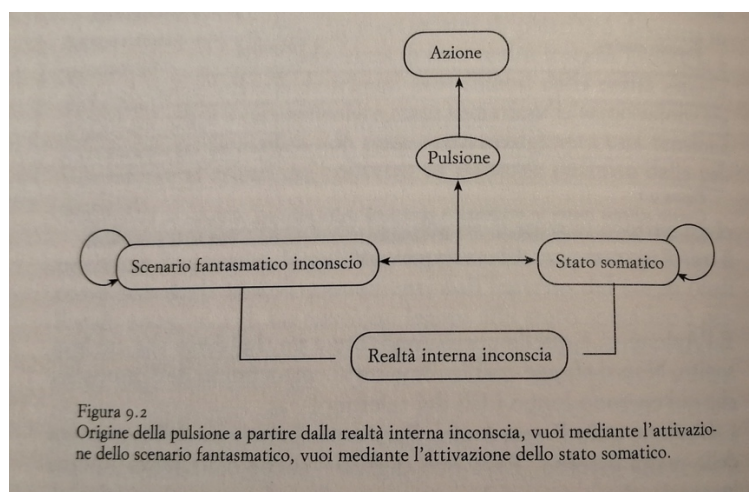 Azione
Pulsione
Scenario fantasmatico inconscio
Stato somatico
Realtà interna inconscia
Figura 9.2
Origine della pulsione a partire dalla realtà interna inconscia, vuoi mediante l'attivazio-
ne dello scenario fantasmatico, vuoi mediante l'attivazione dello stato somatico.